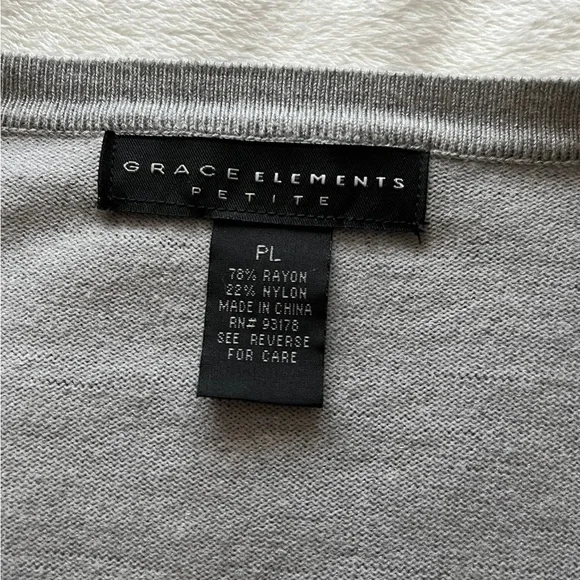 GRACE ELEMENTS
PETITE
PL
78% RAYON
22% NYLON
MADE IN CHINA
RN# 93178
SEE REVERSE
FOR CARE